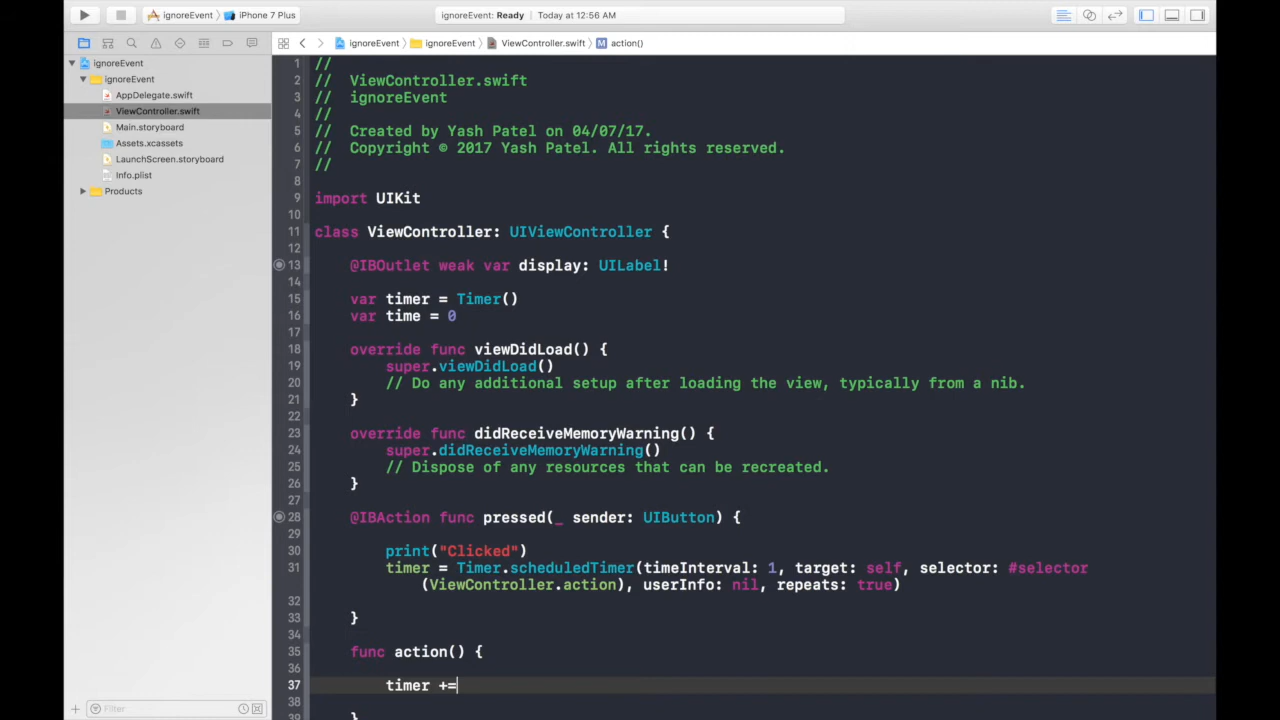 ignoreEvent
iPhone 7 Plus
ignoreEvent: Ready
Today at 12:56 AM
ignoreEvent
ignoreEvent
ViewController.swift
M
action()
ignoreEvent
ignoreEvent
AppDelegate.swift
ViewController.swift
Main.storyboard
Assets.xcassets
LaunchScreen.storyboard
Info.plist
Products
1 //
2 // ViewController.swift
3 // ignoreEvent
4 //
5 // Created by Yash Patel on 04/07/17.
6 // Copyright © 2017 Yash Patel. All rights reserved.
7 //
8
9 import UIKit
10
11 class ViewController: UIViewController {
12
13 @IBOutlet weak var display: UILabel!
14
15 var timer = Timer()
16 var time = 0
17
18 override func viewDidLoad() {
19 super.viewDidLoad()
20 // Do any additional setup after loading the view, typically from a nib.
21 }
22
23 override func didReceiveMemoryWarning() {
24 super.didReceiveMemoryWarning()
25 // Dispose of any resources that can be recreated.
26 }
27
28 @IBAction func pressed(_ sender: UIButton) {
29
30 print("Clicked")
31 timer = Timer.scheduledTimer(timeInterval: 1, target: self, selector: #selector
(ViewController.action), userInfo: nil, repeats: true)
32
33 }
34
35 func action() {
36
37 timer +=
38
39 }
Filter